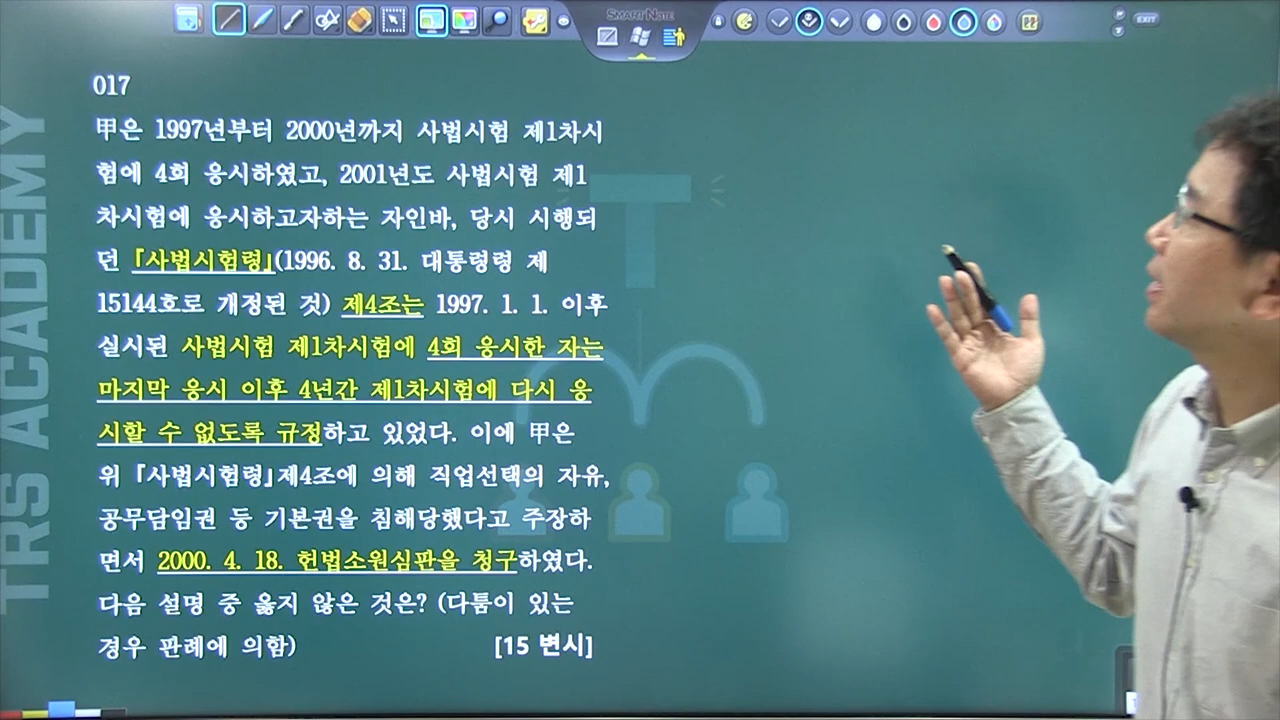 SMARTNOTE
EXIT
TRS ACADEMY
017
甲은 1997년부터 2000년까지 사법시험 제1차시
험에 4회 응시하였고, 2001년도 사법시험 제1
차시험에 응시하고자하는 자인바, 당시 시행되
던 『사법시험령』(1996. 8. 31. 대통령령 제
15144호로 개정된 것) 제4조는 1997. 1. 1. 이후
실시된 사법시험 제1차시험에 4회 응시한 자는
마지막 응시 이후 4년간 제1차시험에 다시 응
시할 수 없도록 규정하고 있었다. 이에 甲은
위 『사법시험령』제4조에 의해 직업선택의 자유,
공무담임권 등 기본권을 침해당했다고 주장하
면서 2000. 4. 18. 헌법소원심판을 청구하였다.
다음 설명 중 옳지 않은 것은? (다툼이 있는
경우 판례에 의함) [15 변시]